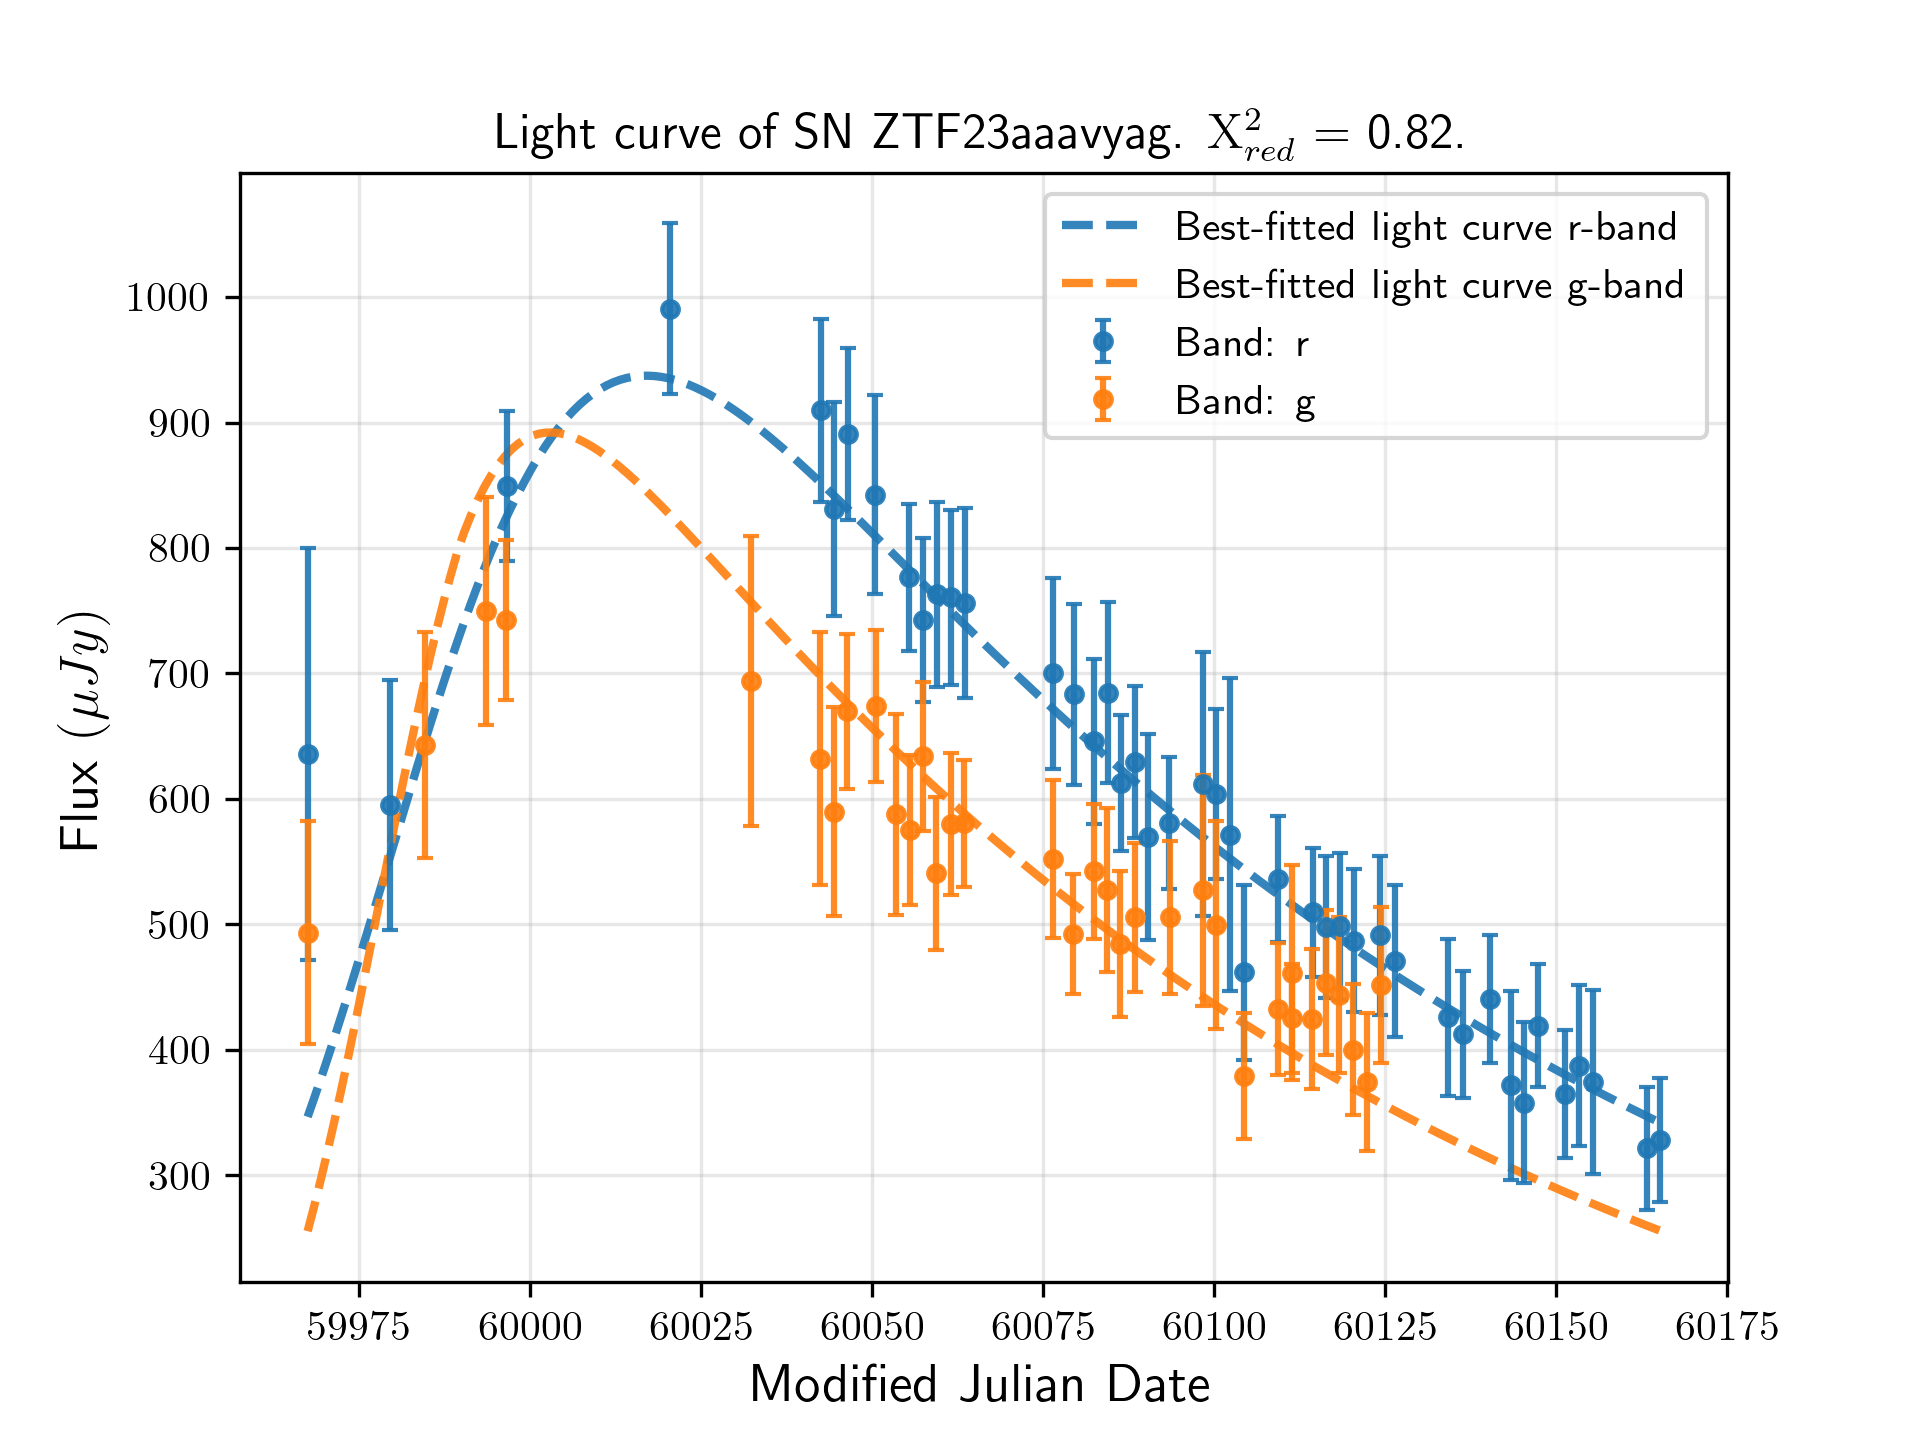 Light curve of SN ZTF23aaavyag. Χ²_red = 0.82.
Best-fitted light curve r-band
Best-fitted light curve g-band
Band: r
Band: g
Flux (μJy)
1000
900
800
700
600
500
400
300
59975 60000 60025 60050 60075 60100 60125 60150 60175
Modified Julian Date